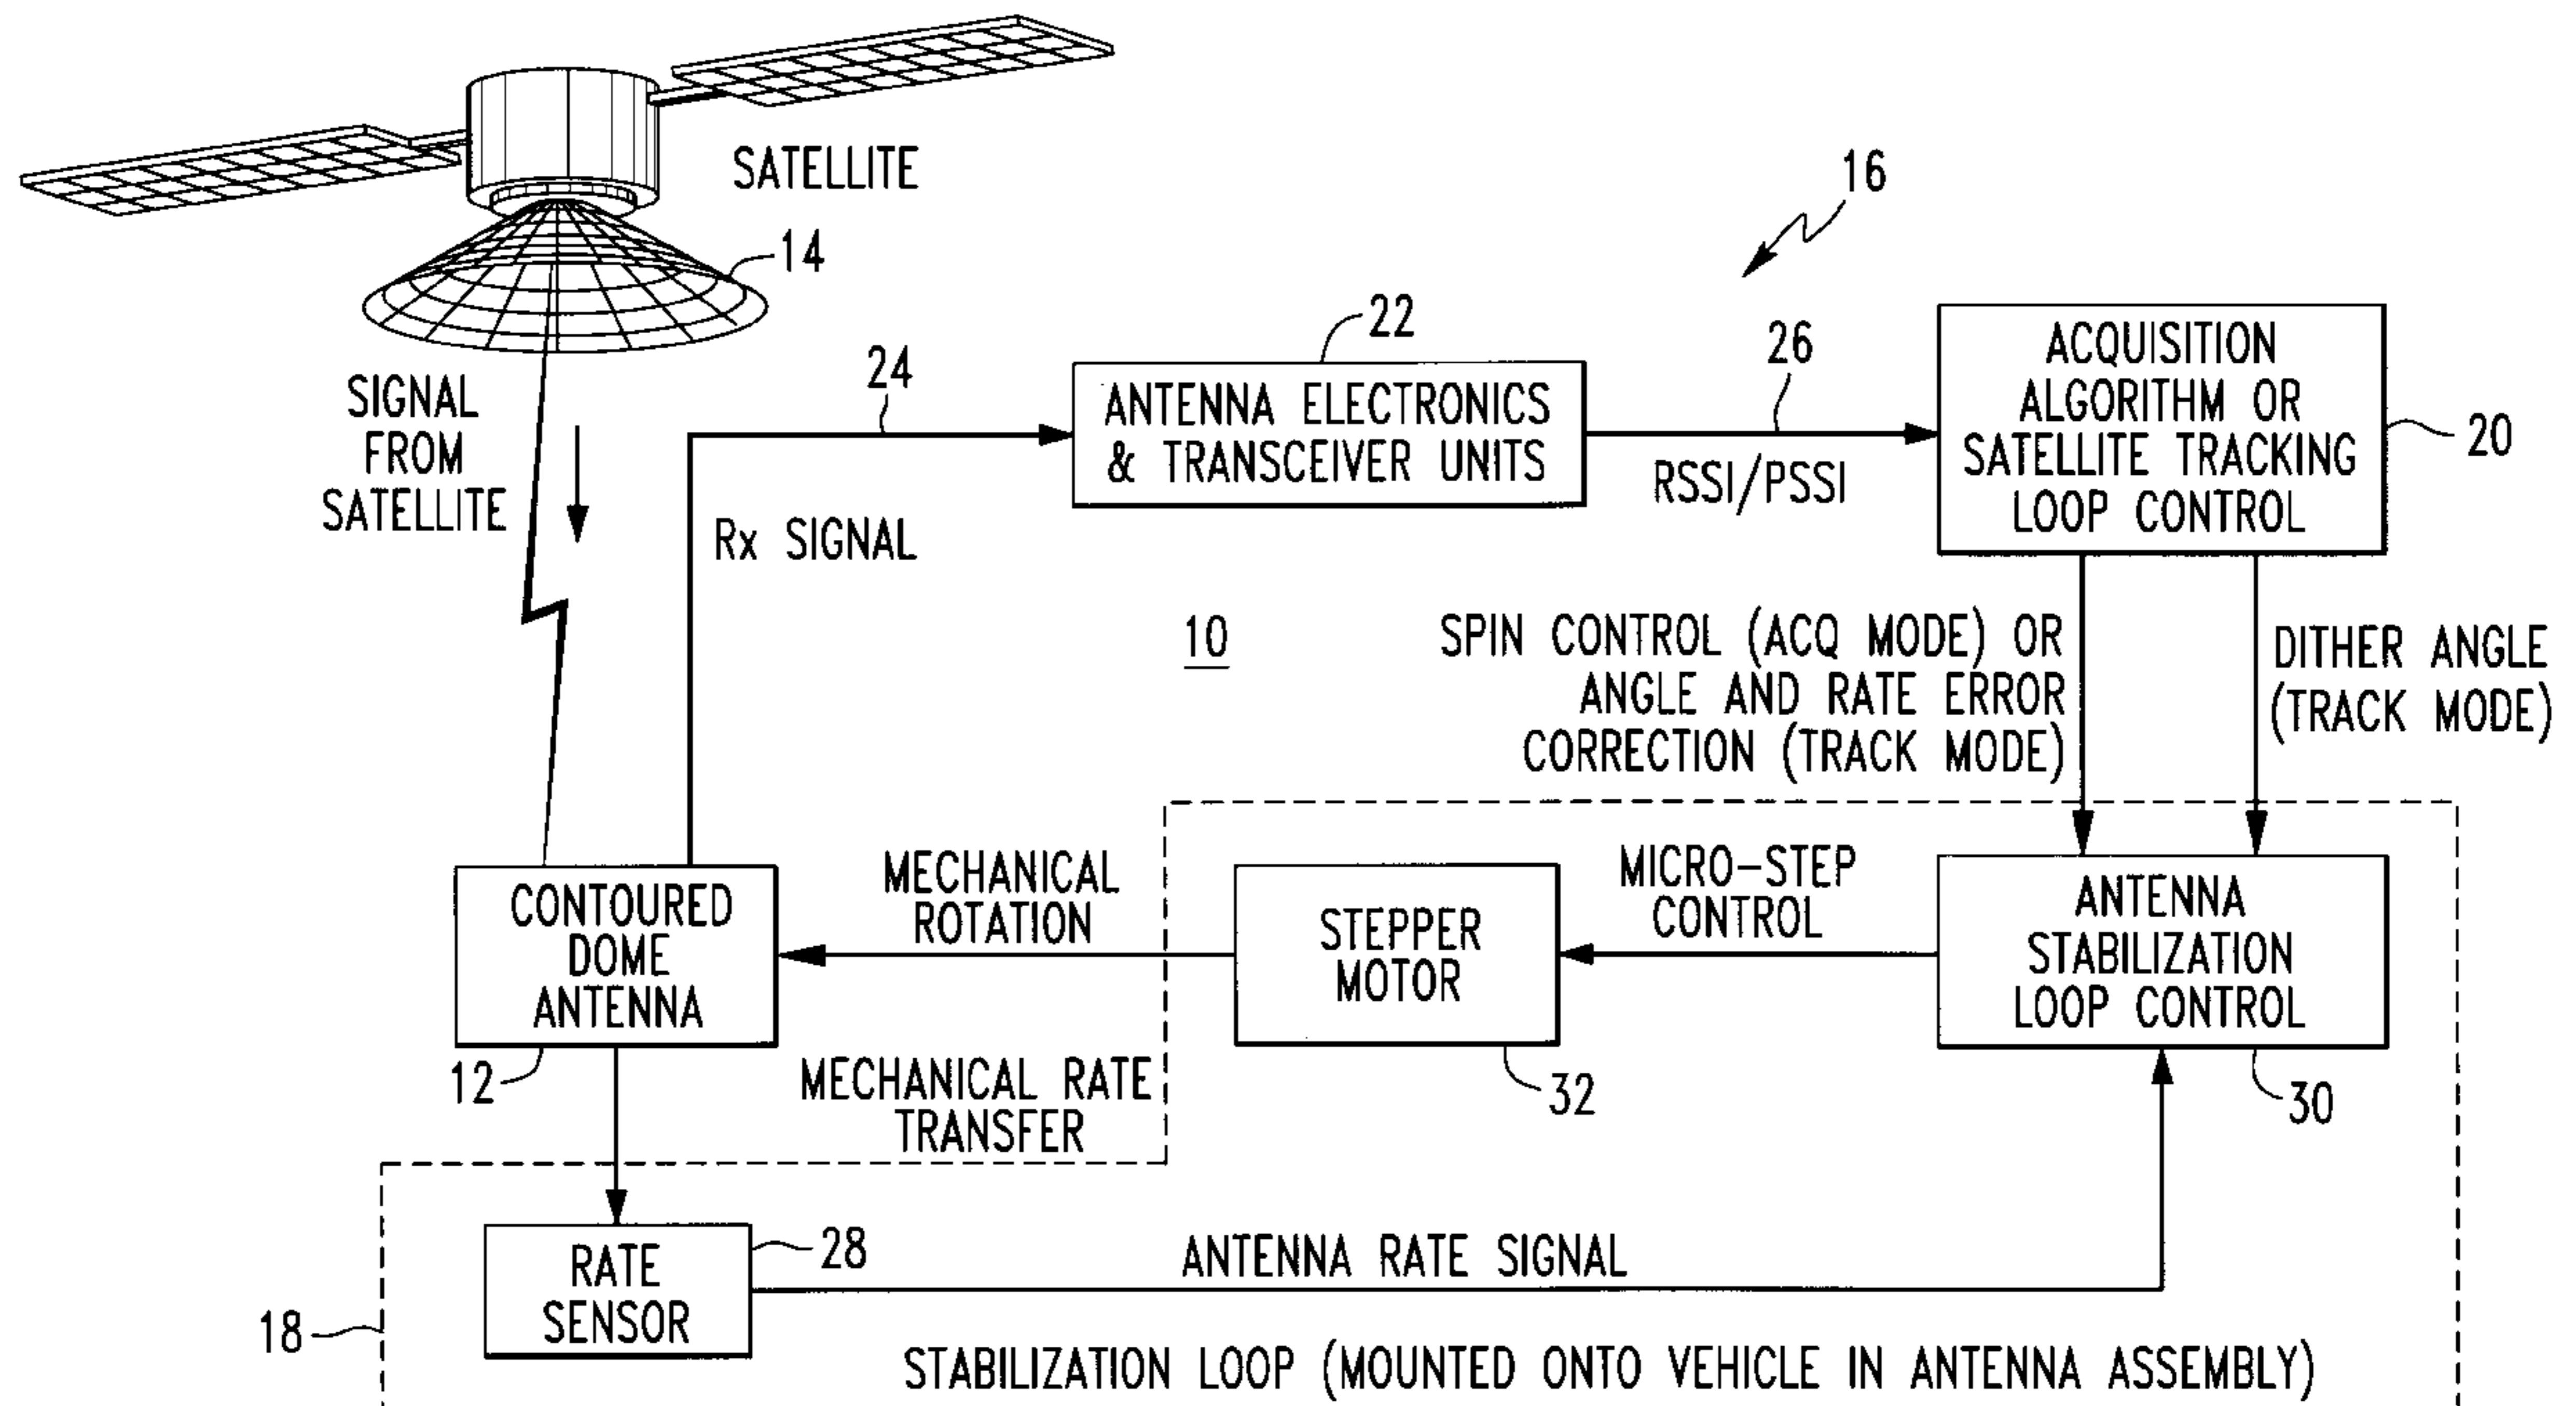 SATELLITE
14
16
SIGNAL
FROM
SATELLITE
24
Rx SIGNAL
22
ANTENNA ELECTRONICS
& TRANSCEIVER UNITS
26
RSSI/PSSI
ACQUISITION
ALGORITHM OR
SATELLITE TRACKING
LOOP CONTROL
20
10
SPIN CONTROL (ACQ MODE) OR
ANGLE AND RATE ERROR
CORRECTION (TRACK MODE)
DITHER ANGLE
(TRACK MODE)
CONTOURED
DOME
ANTENNA
12
MECHANICAL
ROTATION
STEPPER
MOTOR
32
MICRO-STEP
CONTROL
ANTENNA
STABILIZATION
LOOP CONTROL
30
MECHANICAL RATE
TRANSFER
RATE
SENSOR
28
ANTENNA RATE SIGNAL
18
STABILIZATION LOOP (MOUNTED ONTO VEHICLE IN ANTENNA ASSEMBLY)